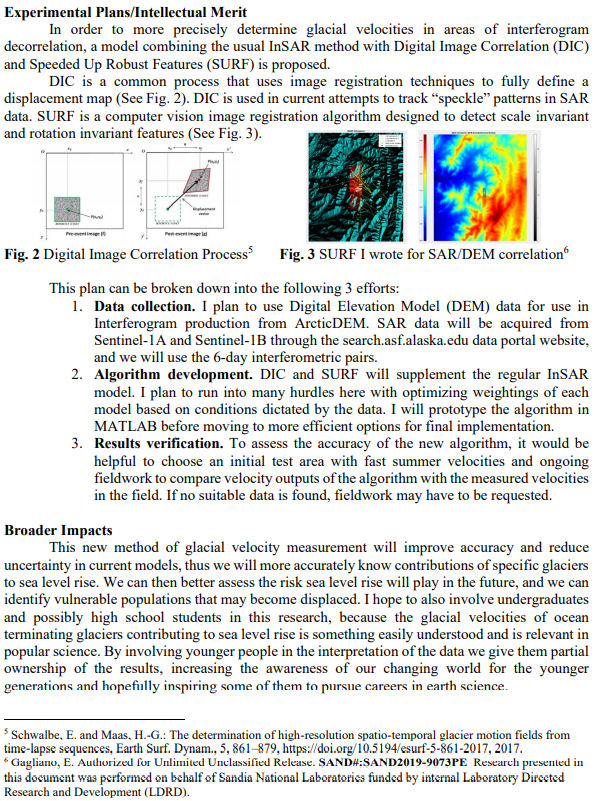 Experimental Plans/Intellectual Merit
In order to more precisely determine glacial velocities in areas of interferogram
decorrelation, a model combining the usual InSAR method with Digital Image Correlation (DIC)
and Speeded Up Robust Features (SURF) is proposed.
DIC is a common process that uses image registration techniques to fully define a
displacement map (See Fig. 2). DIC is used in current attempts to track “speckle” patterns in SAR
data. SURF is a computer vision image registration algorithm designed to detect scale invariant
and rotation invariant features (See Fig. 3).
Displacement
vector
Pre-event image (f)
Post-event image (g)
Fig. 2 Digital Image Correlation Process5
Fig. 3 SURF I wrote for SAR/DEM correlation6
This plan can be broken down into the following 3 efforts:
1. Data collection. I plan to use Digital Elevation Model (DEM) data for use in
Interferogram production from ArcticDEM. SAR data will be acquired from
Sentinel-1A and Sentinel-1B through the search.asf.alaska.edu data portal website,
and we will use the 6-day interferometric pairs.
2. Algorithm development. DIC and SURF will supplement the regular InSAR
model. I plan to run into many hurdles here with optimizing weightings of each
model based on conditions dictated by the data. I will prototype the algorithm in
MATLAB before moving to more efficient options for final implementation.
3. Results verification. To assess the accuracy of the new algorithm, it would be
helpful to choose an initial test area with fast summer velocities and ongoing
fieldwork to compare velocity outputs of the algorithm with the measured velocities
in the field. If no suitable data is found, fieldwork may have to be requested.
Broader Impacts
This new method of glacial velocity measurement will improve accuracy and reduce
uncertainty in current models, thus we will more accurately know contributions of specific glaciers
to sea level rise. We can then better assess the risk sea level rise will play in the future, and we can
identify vulnerable populations that may become displaced. I hope to also involve undergraduates
and possibly high school students in this research, because the glacial velocities of ocean
terminating glaciers contributing to sea level rise is something easily understood and is relevant in
popular science. By involving younger people in the interpretation of the data we give them partial
ownership of the results, increasing the awareness of our changing world for the younger
generations and hopefully inspiring some of them to pursue careers in earth science.
5 Schwalbe, E. and Maas, H.-G.: The determination of high-resolution spatio-temporal glacier motion fields from
time-lapse sequences, Earth Surf. Dynam., 5, 861–879, https://doi.org/10.5194/esurf-5-861-2017, 2017.
6 Gagliano, E. Authorized for Unlimited Unclassified Release. SAND#:SAND2019-9073PE Research presented in
this document was performed on behalf of Sandia National Laboratories funded by internal Laboratory Directed
Research and Development (LDRD).